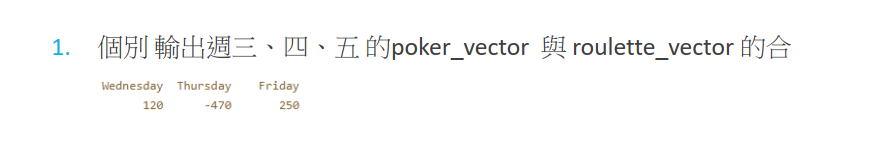 1. 個別 輸出週三、四、五 的poker_vector 與 roulette_vector 的合
Wednesday Thursday Friday
120 -470 250